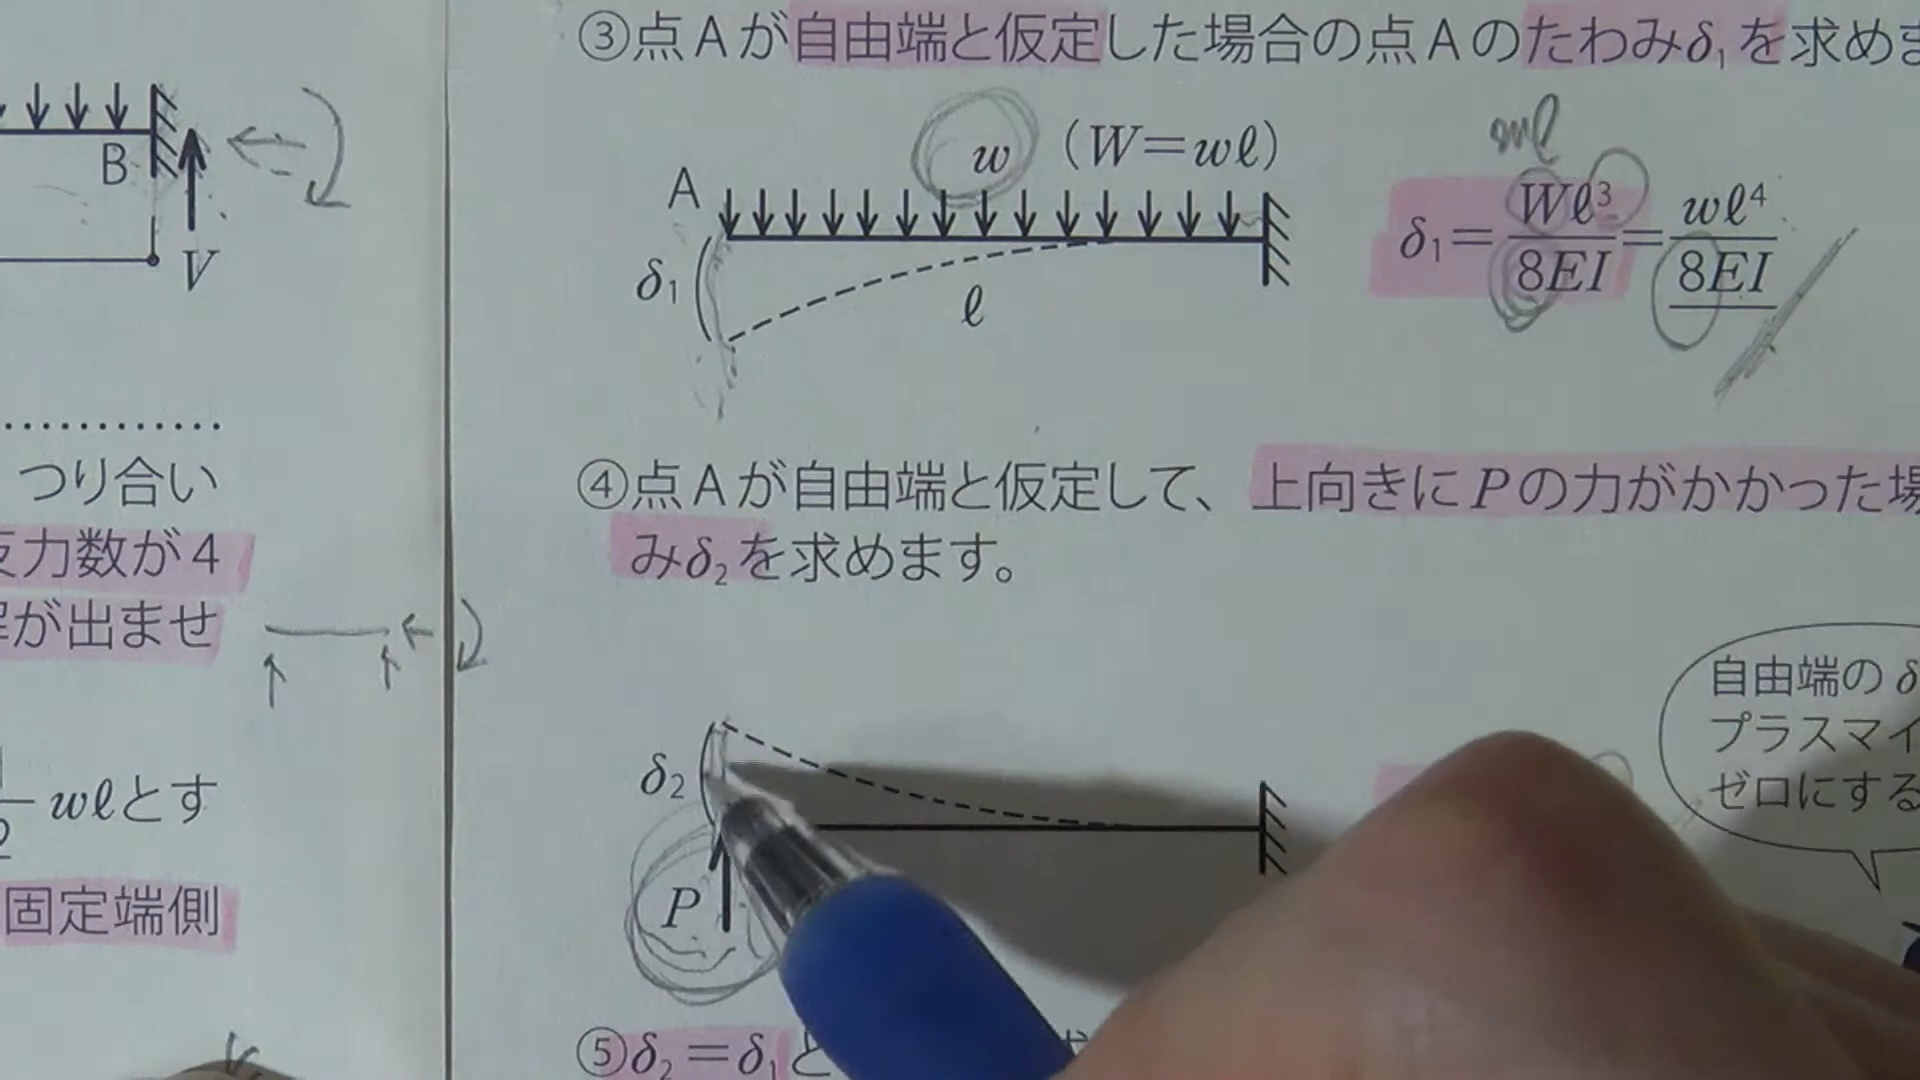 B
V
つり合い
反力数が4
解が出ませ
wℓとす
固定端側
③点Aが自由端と仮定した場合の点Aのたわみδ₁を求めま
w (W=wℓ)
A
δ₁
ℓ
wℓ
δ₁=Wℓ³/8EI=wℓ⁴/8EI
④点Aが自由端と仮定して、上向きにPの力がかかった場
みδ₂を求めます。
δ₂
P
自由端のδ
プラスマイ
ゼロにする
⑤δ₂=δ₁と